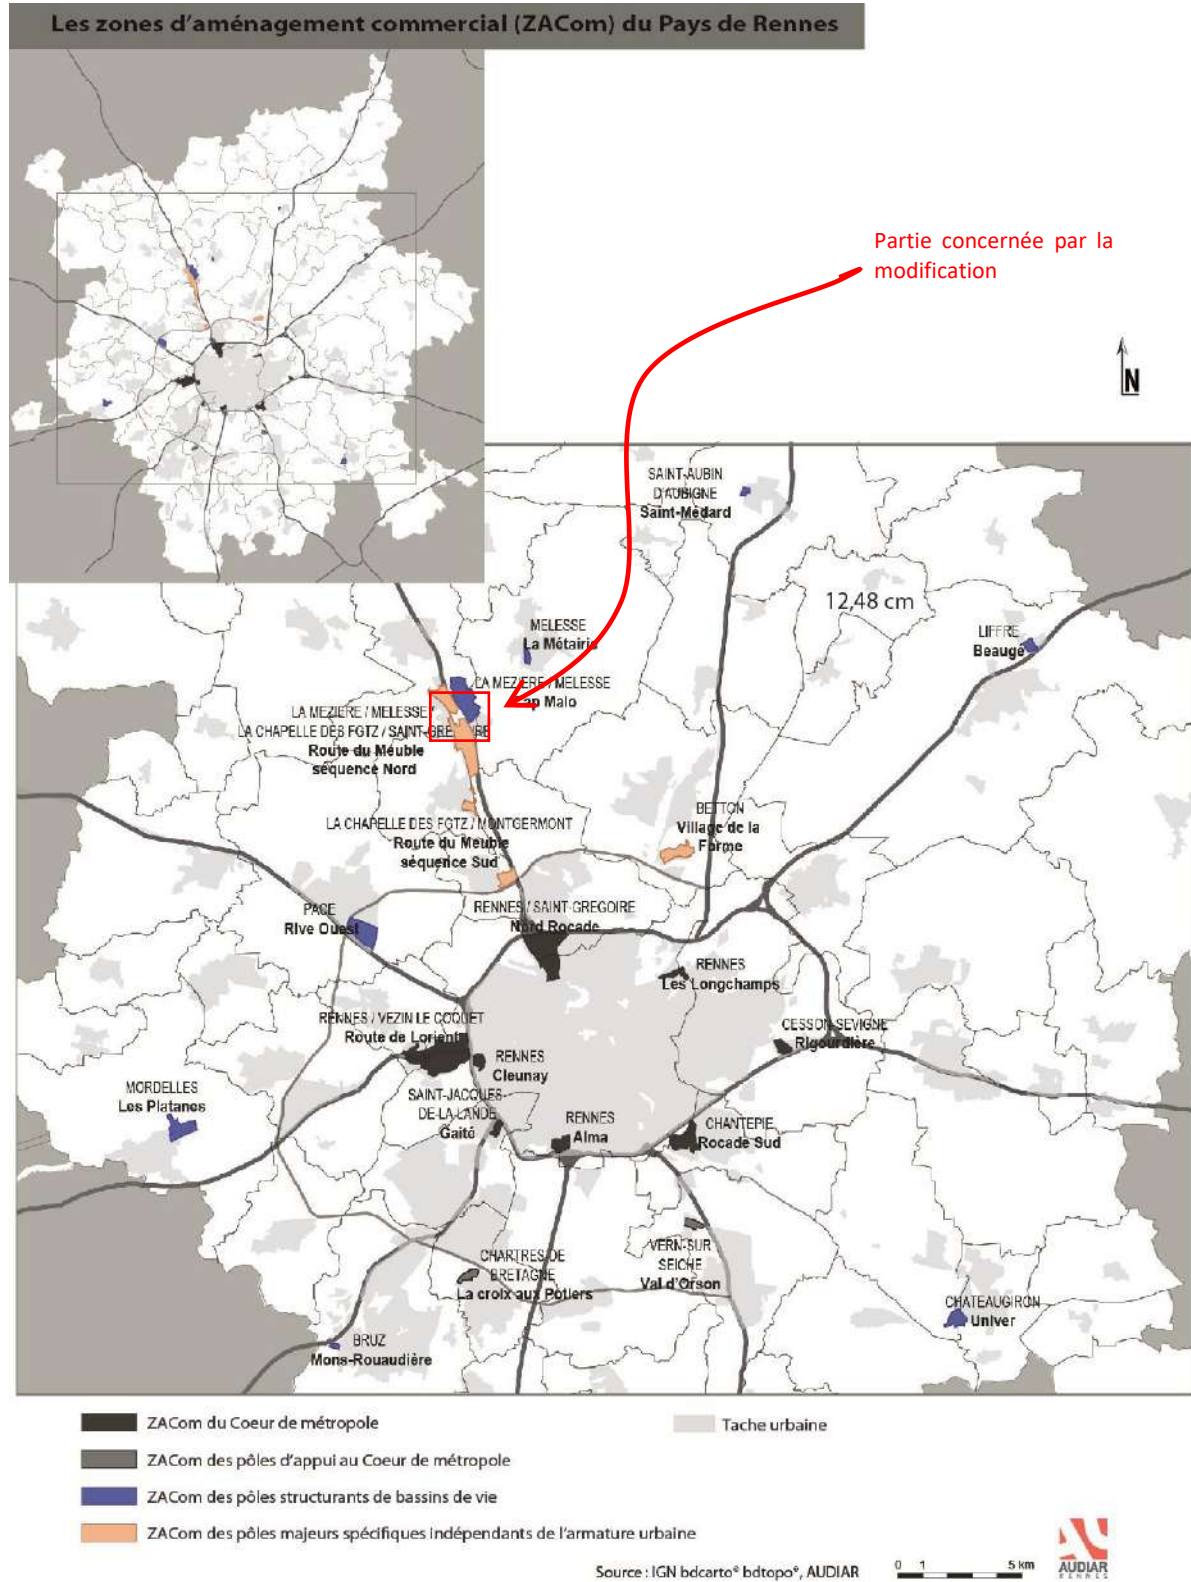 Les zones d'aménagement commercial (ZACom) du Pays de Rennes
Partie concernée par la
modification
N
SAINT-AUBIN
D'AUBIGNE
Saint-Médard
12,48 cm
MELESSE
La Métairie
LIFFRE
Beaugé
LA MEZIERE / MELESSE
Cap Malo
LA MEZIERE / MELESSE /
LA CHAPELLE DES FGTZ / SAINT-GREGOIRE
Route du Meuble
séquence Nord
LA CHAPELLE DES FGTZ / MONTGERMONT
Route du Meuble
séquence Sud
BETTON
Village de la
Forme
PACE
Rive Ouest
RENNES / SAINT-GREGOIRE
Nord Rocade
RENNES
Les Longchamps
RENNES / VEZIN LE COQUET
Route de Lorient
CESSON-SEVIGNE
Rigourdière
RENNES
Cleunay
MORDELLES
Les Platanes
SAINT-JACQUES-
DE-LA-LANDE
Gaité
RENNES
Alma
CHANTEPIE
Rocade Sud
VERN-SUR
SEICHE
Val d'Orson
CHARTRES DE
BRETAGNE
La croix aux Potiers
CHATEAUGIRON
Univer
BRUZ
Mons-Rouaudière
ZACom du Coeur de métropole
Tache urbaine
ZACom des pôles d'appui au Coeur de métropole
ZACom des pôles structurants de bassins de vie
ZACom des pôles majeurs spécifiques indépendants de l'armature urbaine
Source : IGN bdcarto® bdtopo®, AUDIAR
0 1 5 km
AUDIAR
RENNES